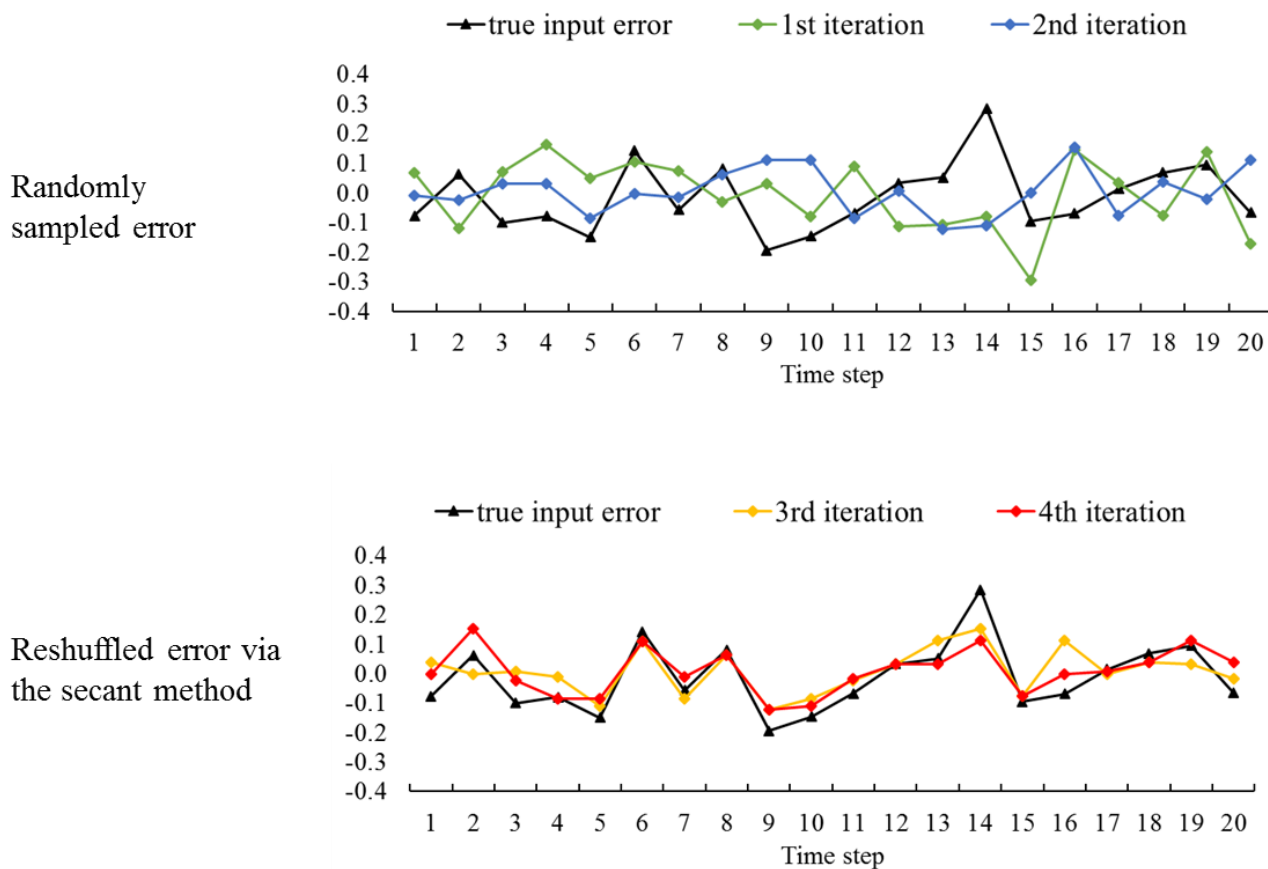 true input error 1st iteration 2nd iteration
0.4
0.3
0.2
0.1
0.0
-0.1
-0.2
-0.3
-0.4
Randomly
sampled error
1 2 3 4 5 6 7 8 9 10 11 12 13 14 15 16 17 18 19 20
Time step
true input error 3rd iteration 4th iteration
0.4
0.3
0.2
0.1
0.0
-0.1
-0.2
-0.3
-0.4
Reshuffled error via
the secant method
1 2 3 4 5 6 7 8 9 10 11 12 13 14 15 16 17 18 19 20
Time step